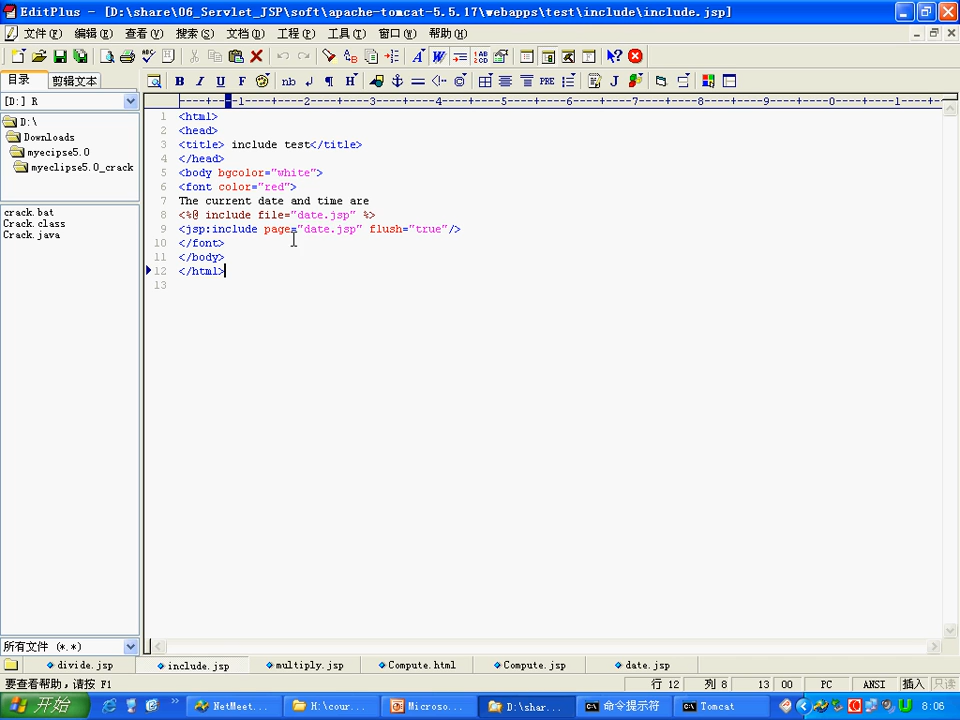 EditPlus - [D:\share\06_Servlet_JSP\soft\apache-tomcat-5.5.17\webapps\test\include\include.jsp]
文件(F) 编辑(E) 查看(V) 搜索(S) 文档(D) 工程(P) 工具(T) 窗口(W) 帮助(H)
目录 剪辑文本
[D:] R
D:\
Downloads
myecipse5.0
myeclipse5.0_crack
crack.bat
Crack.class
Crack.java
所有文件 (*.*)
1 <html>
2 <head>
3 <title> include test</title>
4 </head>
5 <body bgcolor="white">
6 <font color="red">
7 The current date and time are
8 <%@ include file="date.jsp" %>
9 <jsp:include page="date.jsp" flush="true"/>
10 </font>
11 </body>
12 </html>
13
divide.jsp include.jsp multiply.jsp Compute.html Compute.jsp date.jsp
要查看帮助,请按 F1 行 12 列 8 13 00 PC ANSI 插入 只读
开始 NetMeet... H:\cour... Microso... D:\shar... 命令提示符 Tomcat 8:06